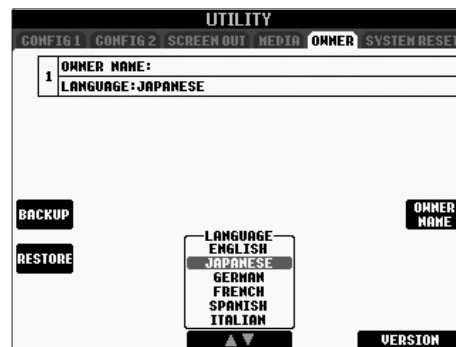 UTILITY
CONFIG 1 CONFIG 2 SCREEN OUT MEDIA OWNER SYSTEM RESET
1 OWNER NAME:
LANGUAGE:JAPANESE
BACKUP
OWNER
NAME
RESTORE
LANGUAGE
ENGLISH
JAPANESE
GERMAN
FRENCH
SPANISH
ITALIAN
VERSION